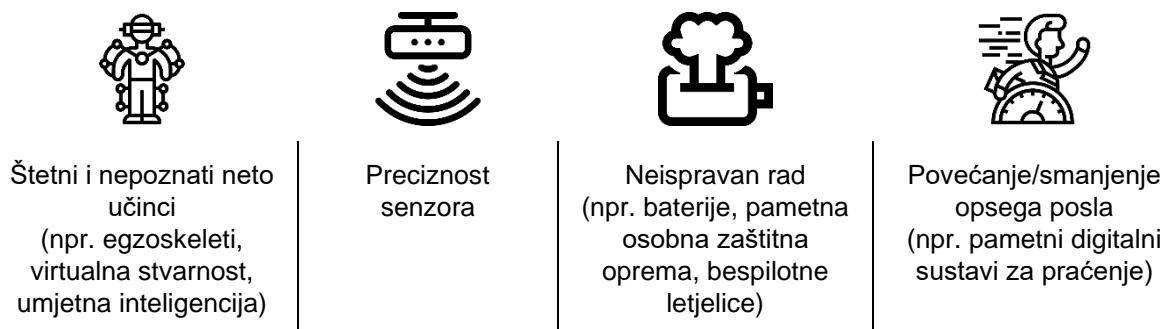 Štetni i nepoznati neto
učinci
(npr. egzoskeleti,
virtualna stvarnost,
umjetna inteligencija)
Preciznost
senzora
Neispravan rad
(npr. baterije, pametna
osobna zaštitna
oprema, bespilotne
letjelice)
Povećanje/smanjenje
opsega posla
(npr. pametni digitalni
sustavi za praćenje)